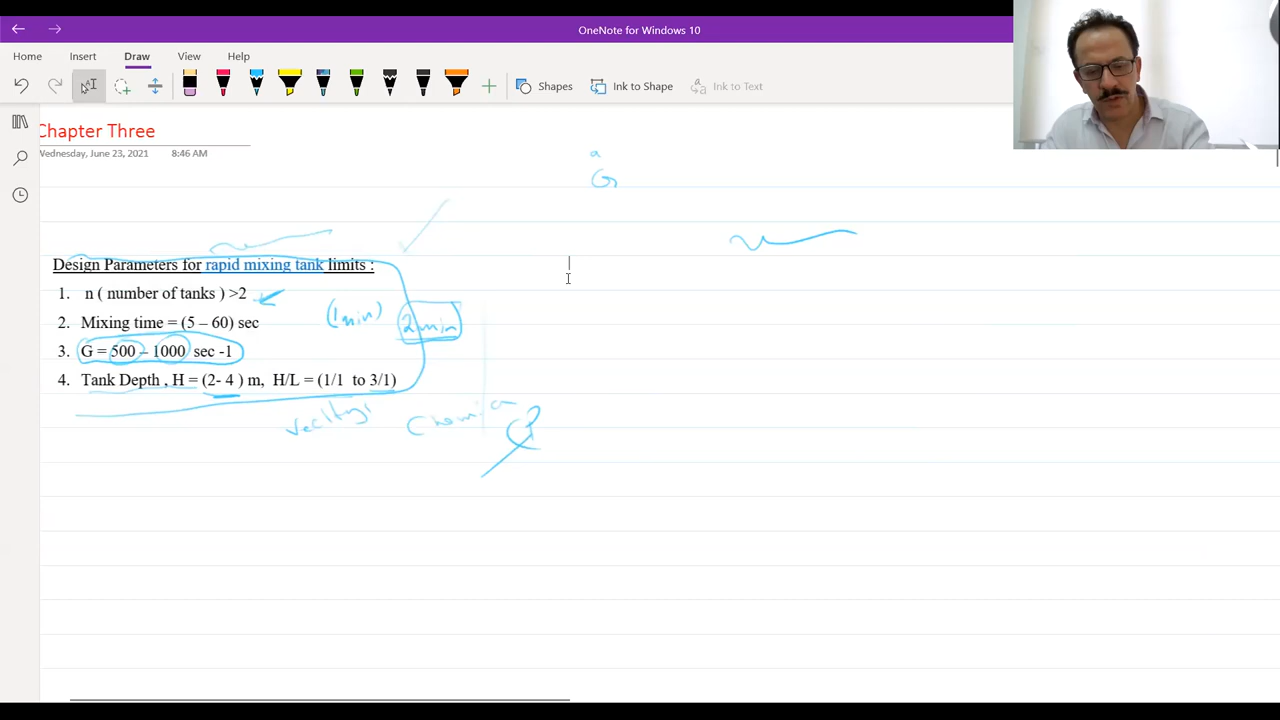 OneNote for Windows 10
Home Insert Draw View Help
Shapes Ink to Shape Ink to Text
Chapter Three
Wednesday, June 23, 2021 8:46 AM
a
G
Design Parameters for rapid mixing tank limits :
1. n ( number of tanks ) >2
2. Mixing time = (5 – 60) sec
(1min) 2min
3. G = 500 – 1000 sec -1
4. Tank Depth , H = (2- 4 ) m, H/L = (1/1 to 3/1)